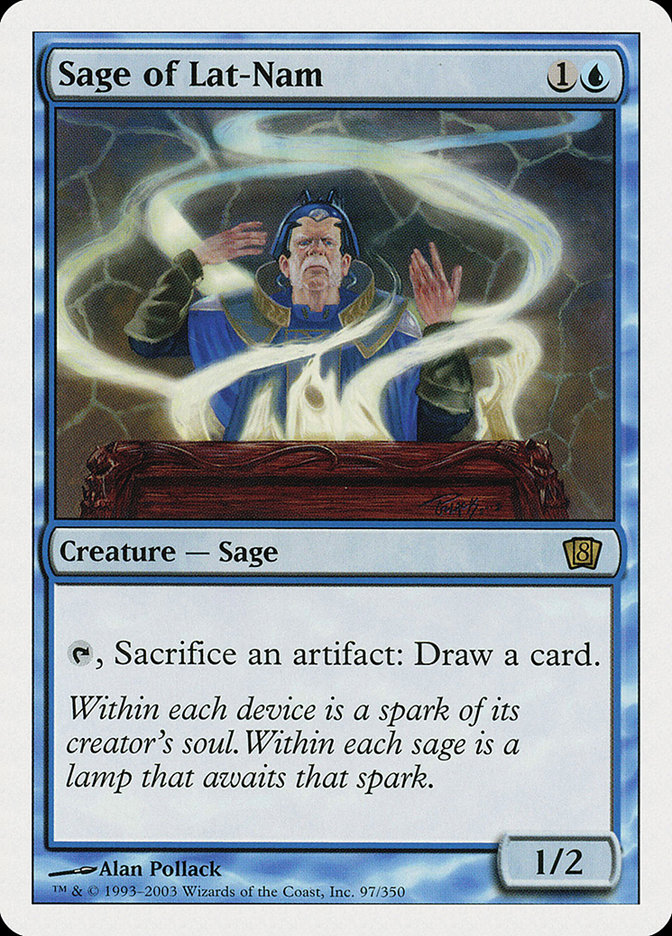 Sage of Lat-Nam 1
Creature — Sage 8
, Sacrifice an artifact: Draw a card.
Within each device is a spark of its
creator's soul. Within each sage is a
lamp that awaits that spark.
1/2
Alan Pollack
™ & © 1993–2003 Wizards of the Coast, Inc. 97/350